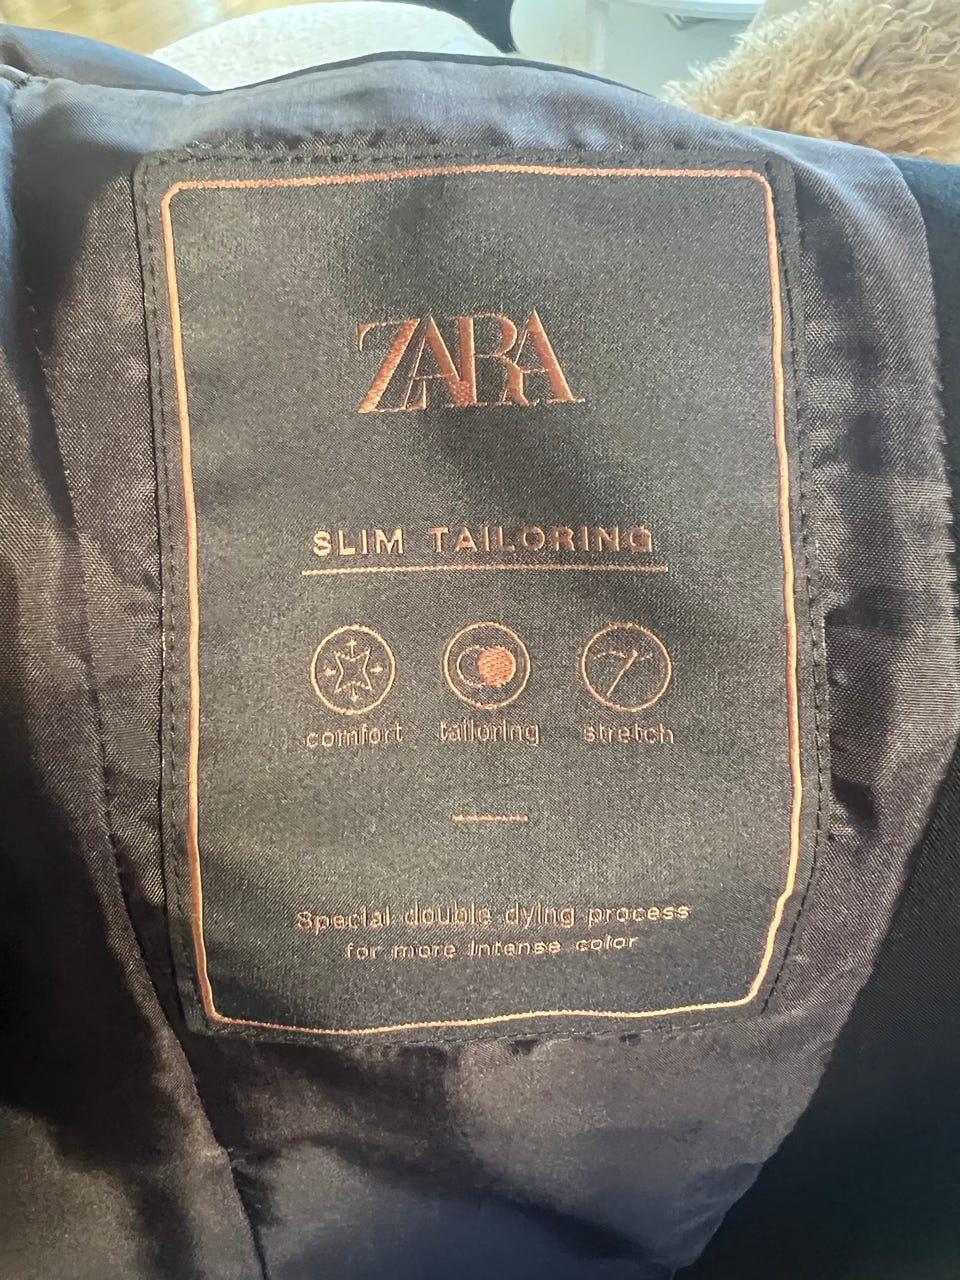 ZARA
SLIM TAILORING
comfort tailoring stretch
Special double dying process
for more intense color